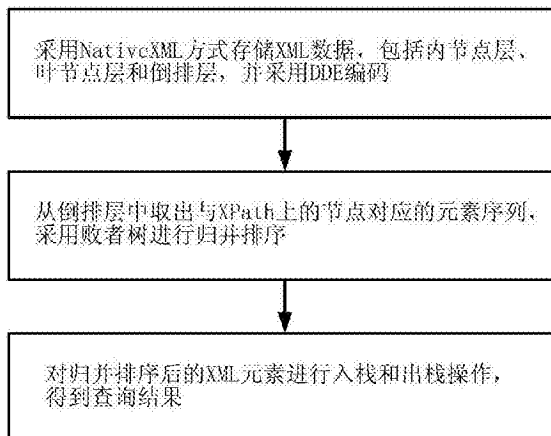 采用NativeXML方式存储XML数据，包括内节点层、
叶节点层和倒排层，并采用DDE编码
从倒排层中取出与XPath上的节点对应的元素序列，
采用败者树进行归并排序
对归并排序后的XML元素进行入栈和出栈操作，
得到查询结果